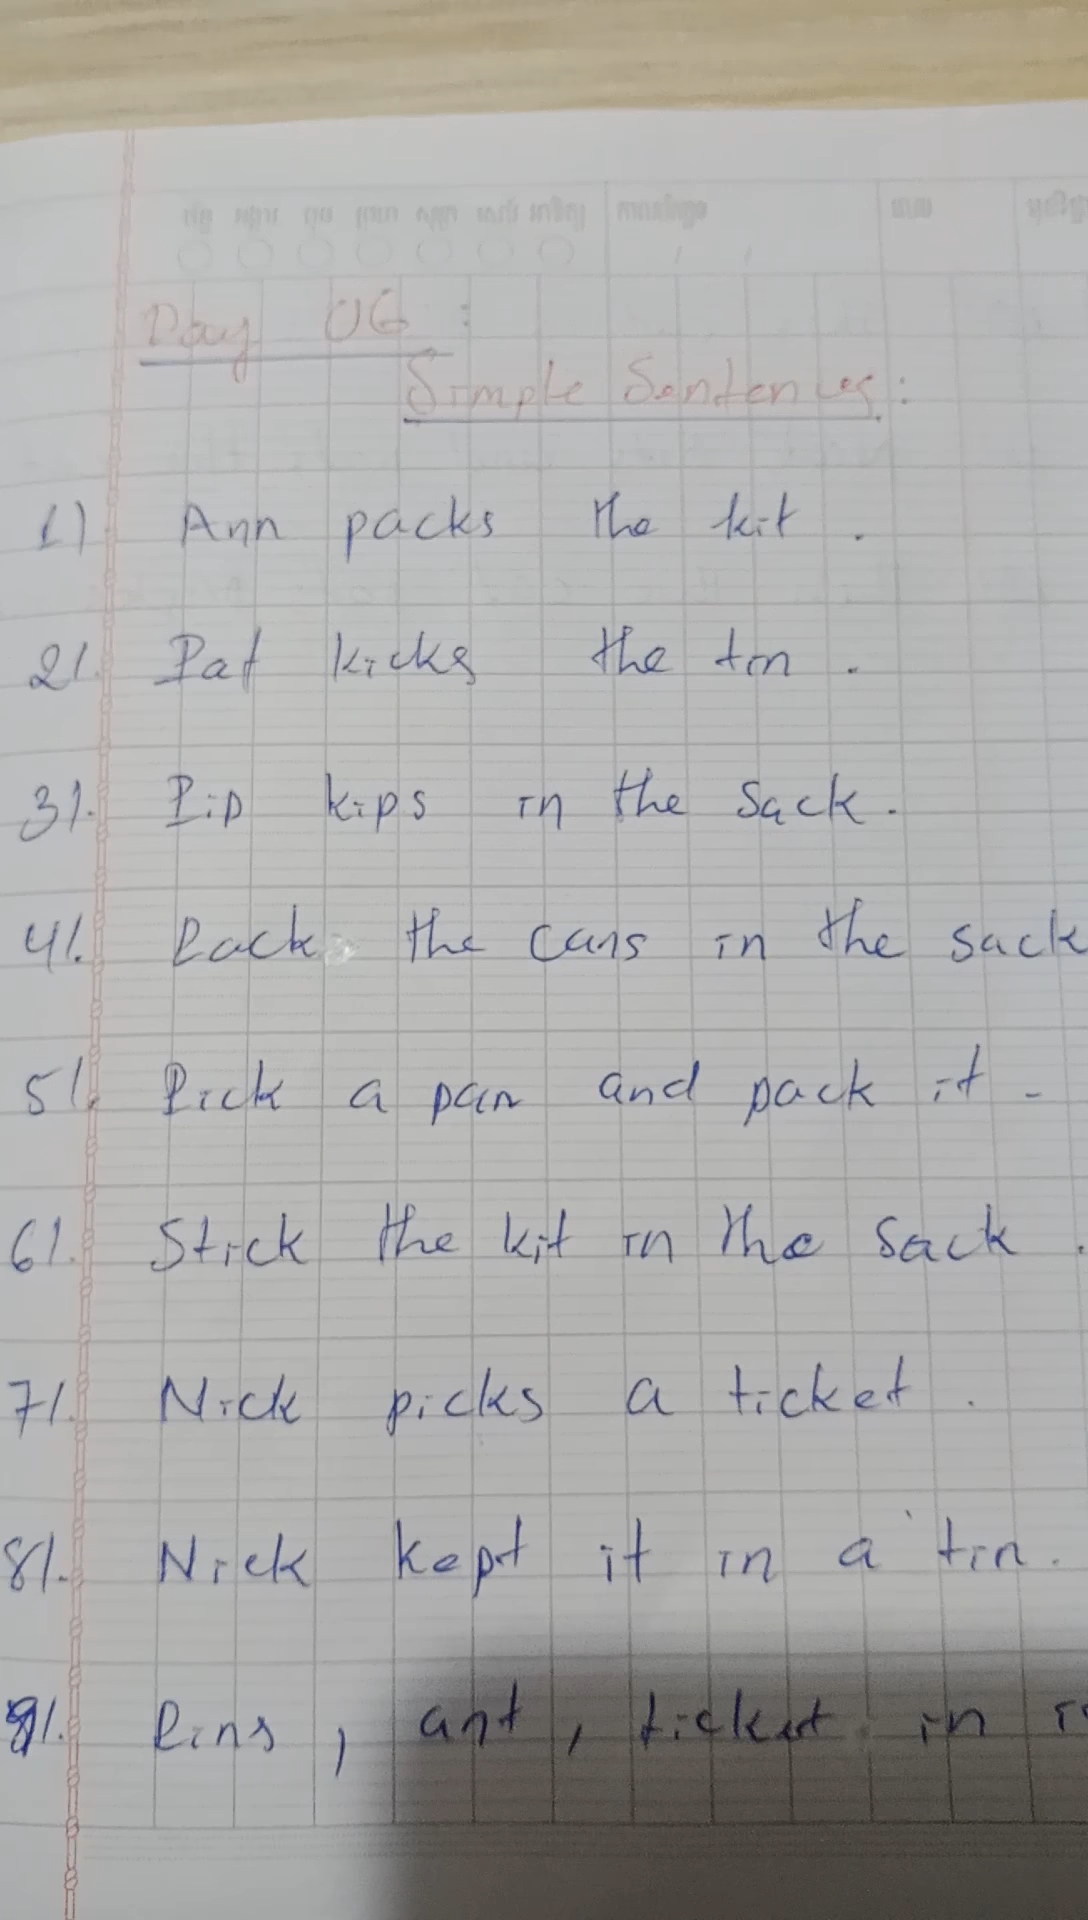 Day 06 :
Simple Sentences :
1) Ann packs the kit .
2/. Pat kicks the tin .
3/. Pip kips in the sack .
4/. Pack the cans in the sack
5/. Pick a pan and pack it .
6/. Stick the kit in the sack .
7/. Nick picks a ticket .
8/. Nick kept it in a tin .
9/. Pins , ant , ticket in